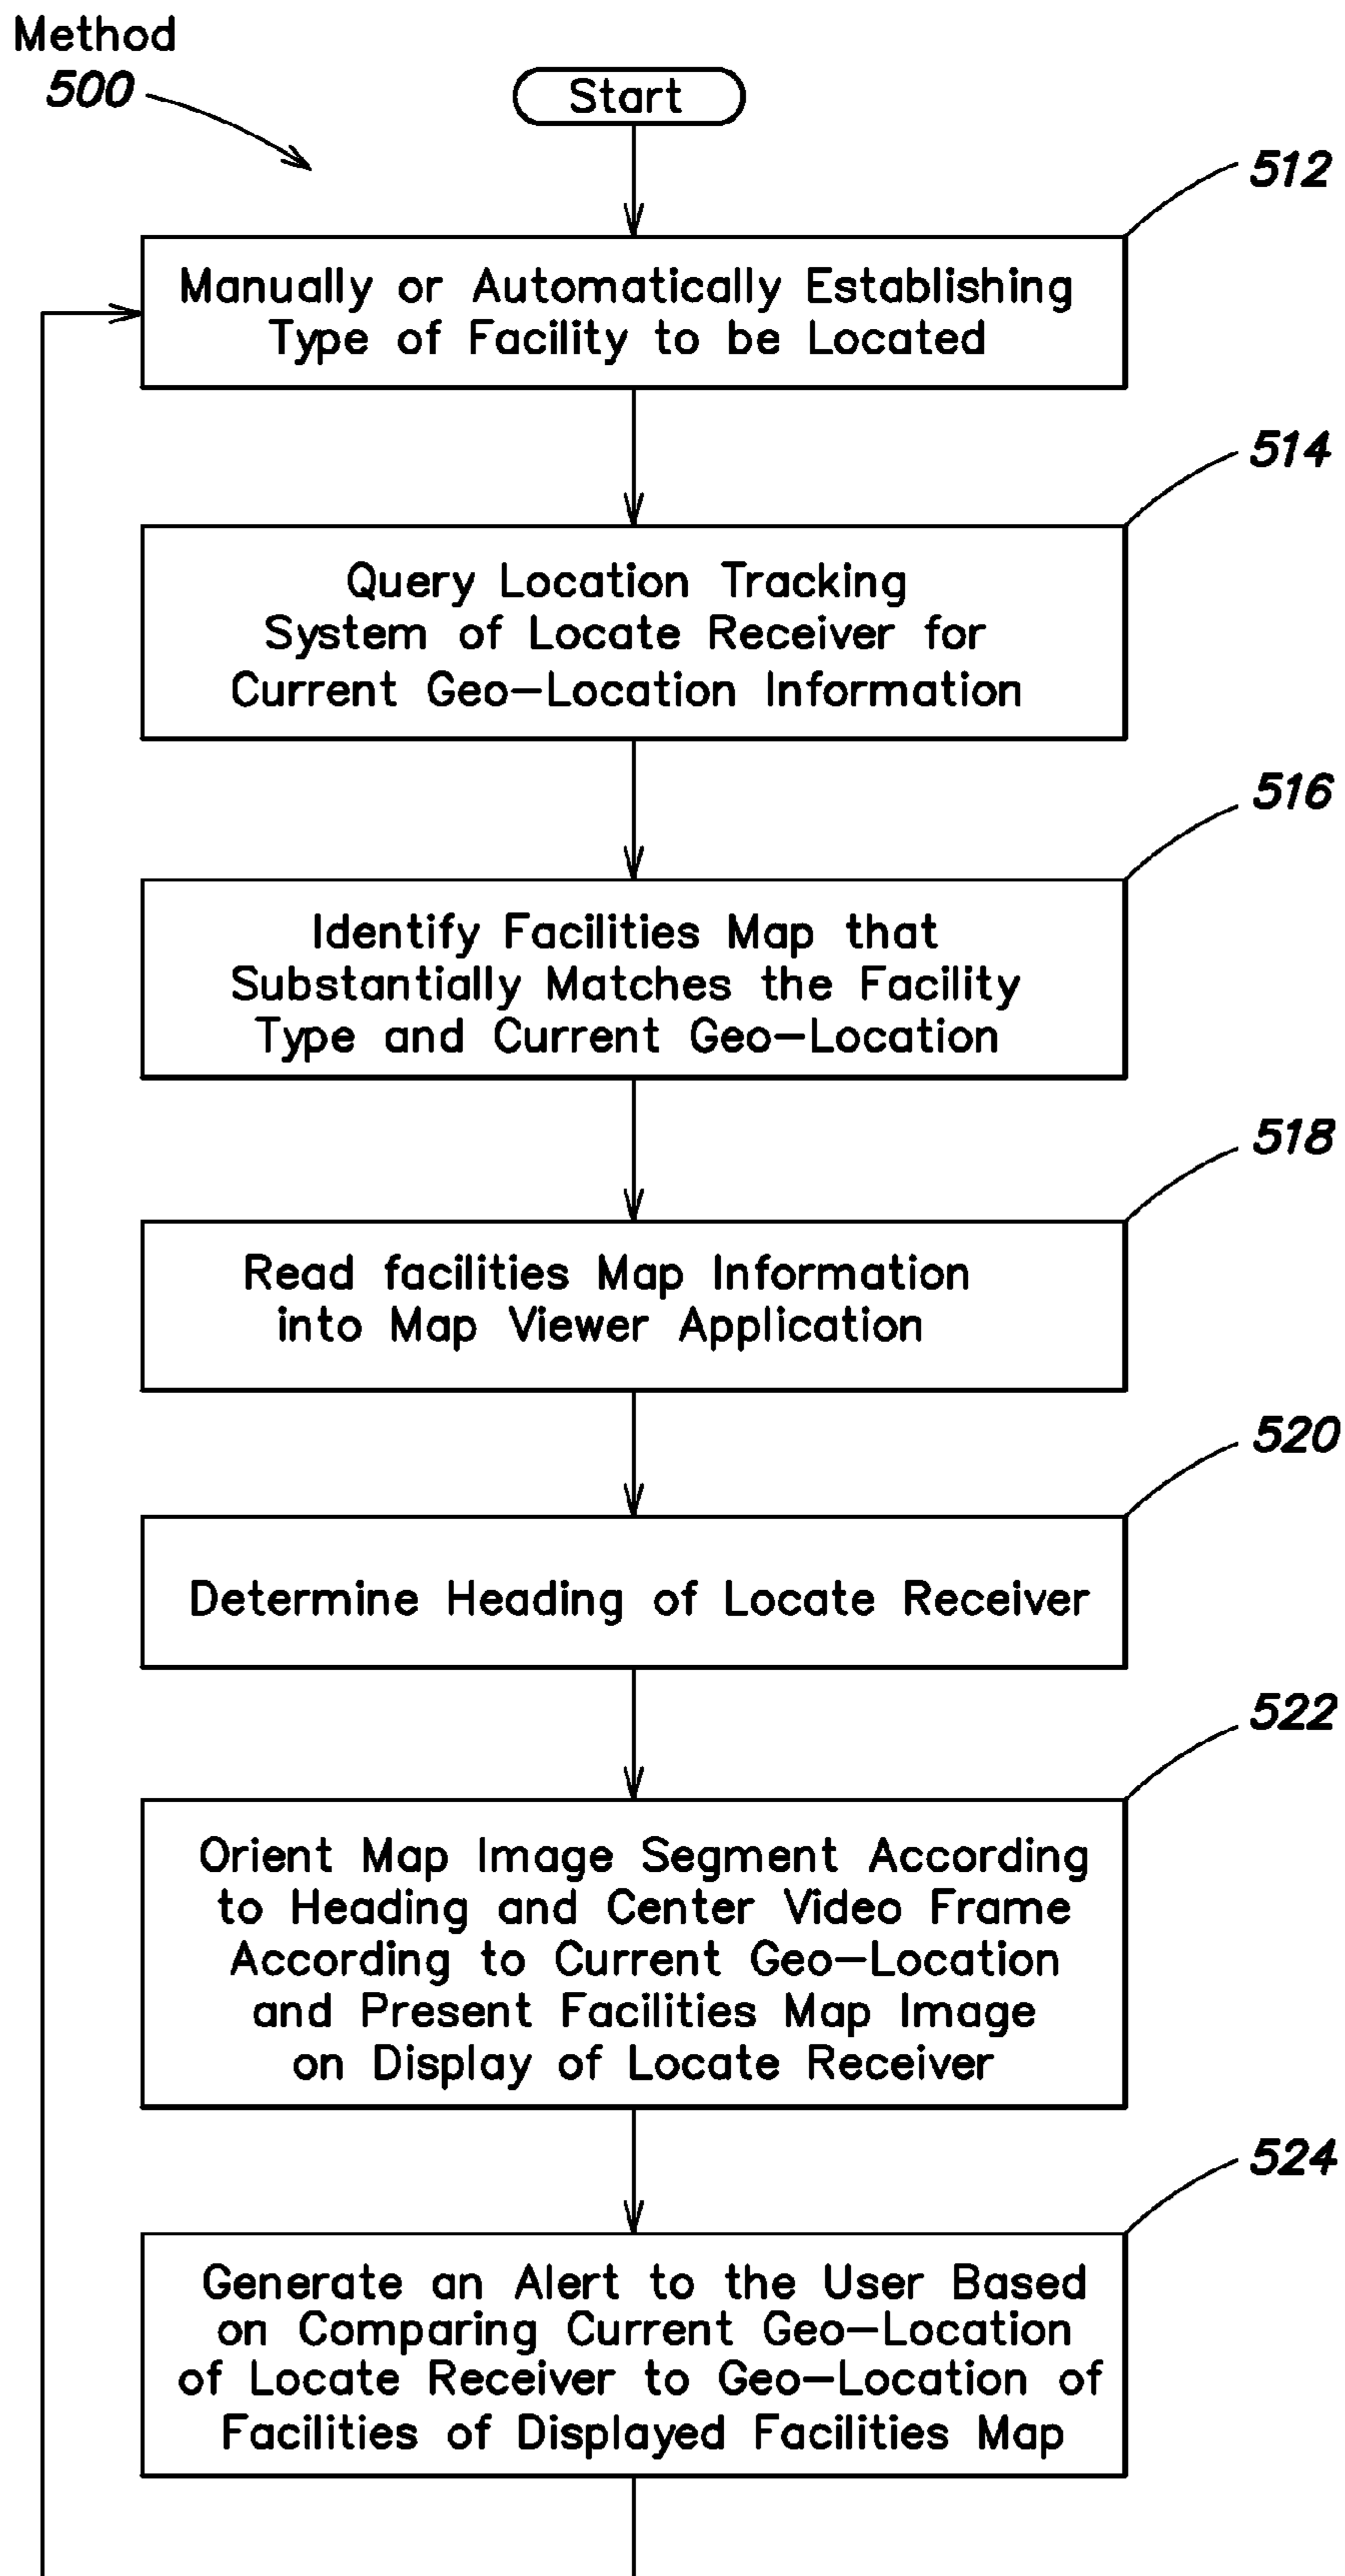 Method
500
Start
512
Manually or Automatically Establishing
Type of Facility to be Located
514
Query Location Tracking
System of Locate Receiver for
Current Geo-Location Information
516
Identify Facilities Map that
Substantially Matches the Facility
Type and Current Geo-Location
518
Read facilities Map Information
into Map Viewer Application
520
Determine Heading of Locate Receiver
522
Orient Map Image Segment According
to Heading and Center Video Frame
According to Current Geo-Location
and Present Facilities Map Image
on Display of Locate Receiver
524
Generate an Alert to the User Based
on Comparing Current Geo-Location
of Locate Receiver to Geo-Location of
Facilities of Displayed Facilities Map